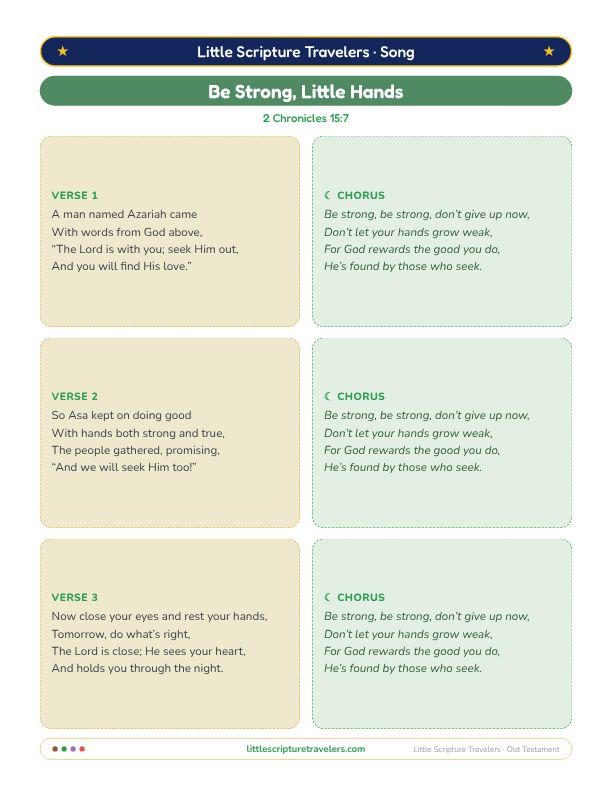 Little Scripture Travelers · Song
Be Strong, Little Hands
2 Chronicles 15:7
VERSE 1
A man named Azariah came
With words from God above,
“The Lord is with you; seek Him out,
And you will find His love.”
CHORUS
Be strong, be strong, don’t give up now,
Don’t let your hands grow weak,
For God rewards the good you do,
He’s found by those who seek.
VERSE 2
So Asa kept on doing good
With hands both strong and true,
The people gathered, promising,
“And we will seek Him too!”
CHORUS
Be strong, be strong, don’t give up now,
Don’t let your hands grow weak,
For God rewards the good you do,
He’s found by those who seek.
VERSE 3
Now close your eyes and rest your hands,
Tomorrow, do what’s right,
The Lord is close; He sees your heart,
And holds you through the night.
CHORUS
Be strong, be strong, don’t give up now,
Don’t let your hands grow weak,
For God rewards the good you do,
He’s found by those who seek.
littlescripturetravelers.com
Little Scripture Travelers · Old Testament